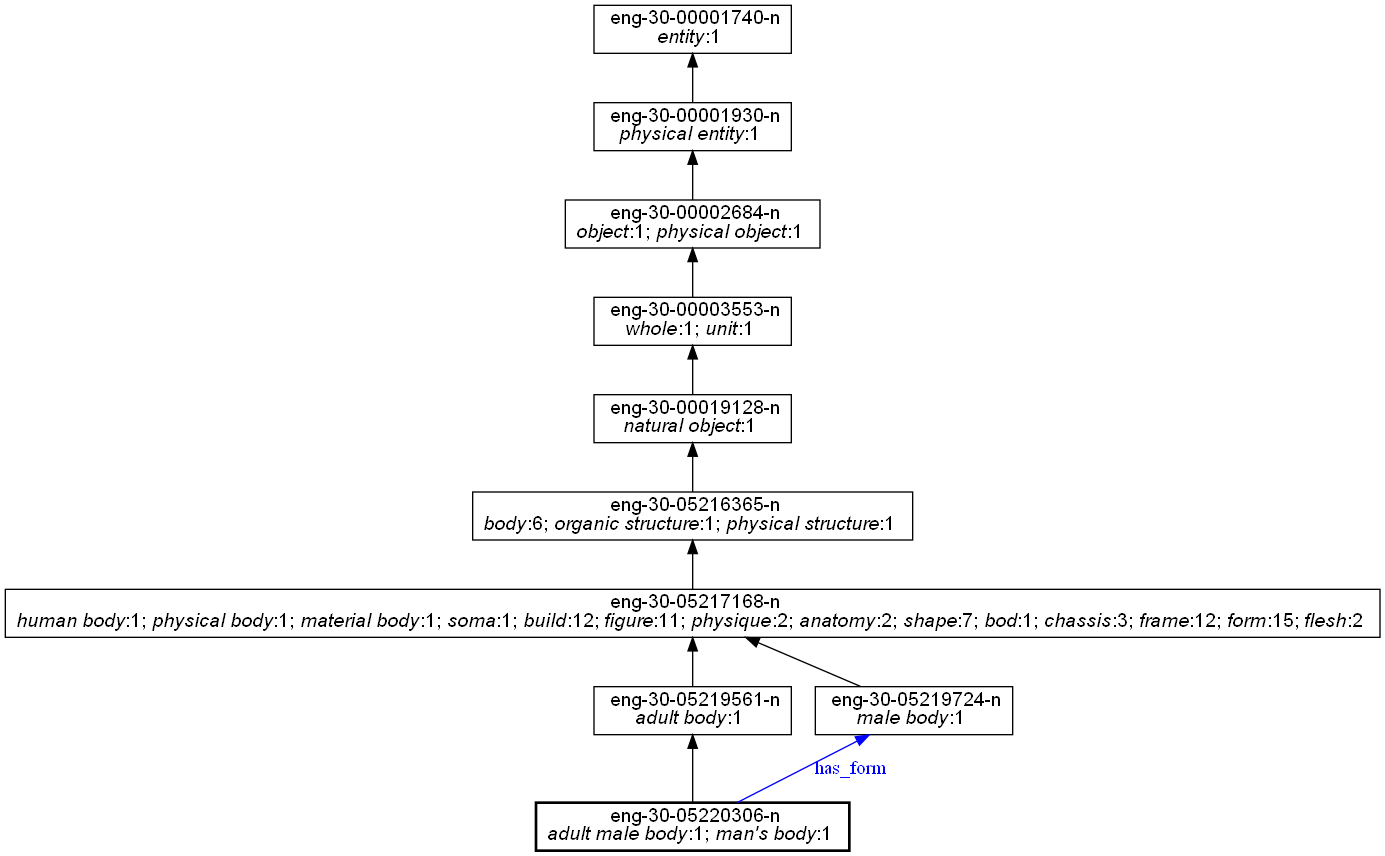 eng-30-00001740-n
entity:1
eng-30-00001930-n
physical entity:1
eng-30-00002684-n
object:1; physical object:1
eng-30-00003553-n
whole:1; unit:1
eng-30-00019128-n
natural object:1
eng-30-05216365-n
body:6; organic structure:1; physical structure:1
eng-30-05217168-n
human body:1; physical body:1; material body:1; soma:1; build:12; figure:11; physique:2; anatomy:2; shape:7; bod:1; chassis:3; frame:12; form:15; flesh:2
eng-30-05219561-n
adult body:1
eng-30-05219724-n
male body:1
has_form
eng-30-05220306-n
adult male body:1; man's body:1